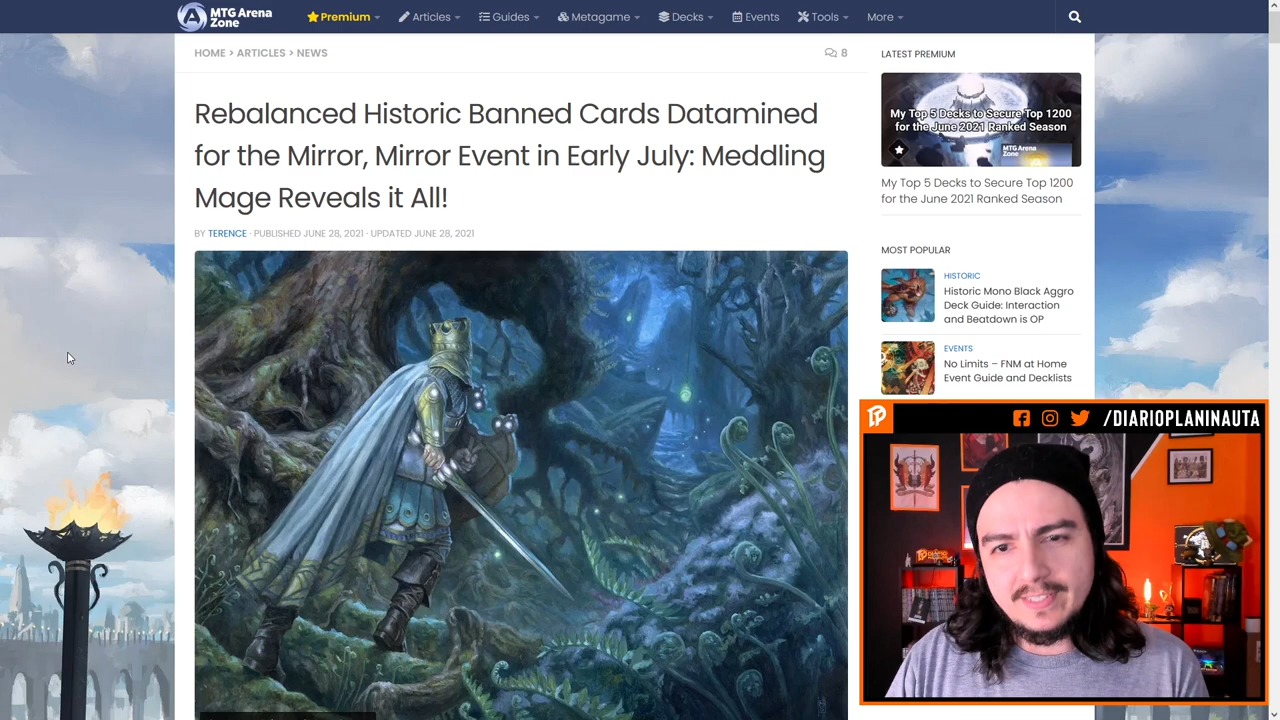 MTG Arena
Zone
Premium
Articles
Guides
Metagame
Decks
Events
Tools
More
HOME > ARTICLES > NEWS
8
Rebalanced Historic Banned Cards Datamined
for the Mirror, Mirror Event in Early July: Meddling
Mage Reveals it All!
BY TERENCE · PUBLISHED JUNE 28, 2021 · UPDATED JUNE 28, 2021
LATEST PREMIUM
My Top 5 Decks to Secure Top 1200
for the June 2021 Ranked Season
MTG Arena
Zone
My Top 5 Decks to Secure Top 1200
for the June 2021 Ranked Season
MOST POPULAR
HISTORIC
Historic Mono Black Aggro
Deck Guide: Interaction
and Beatdown is OP
EVENTS
No Limits – FNM at Home
Event Guide and Decklists
/DIARIOPLANINAUTA